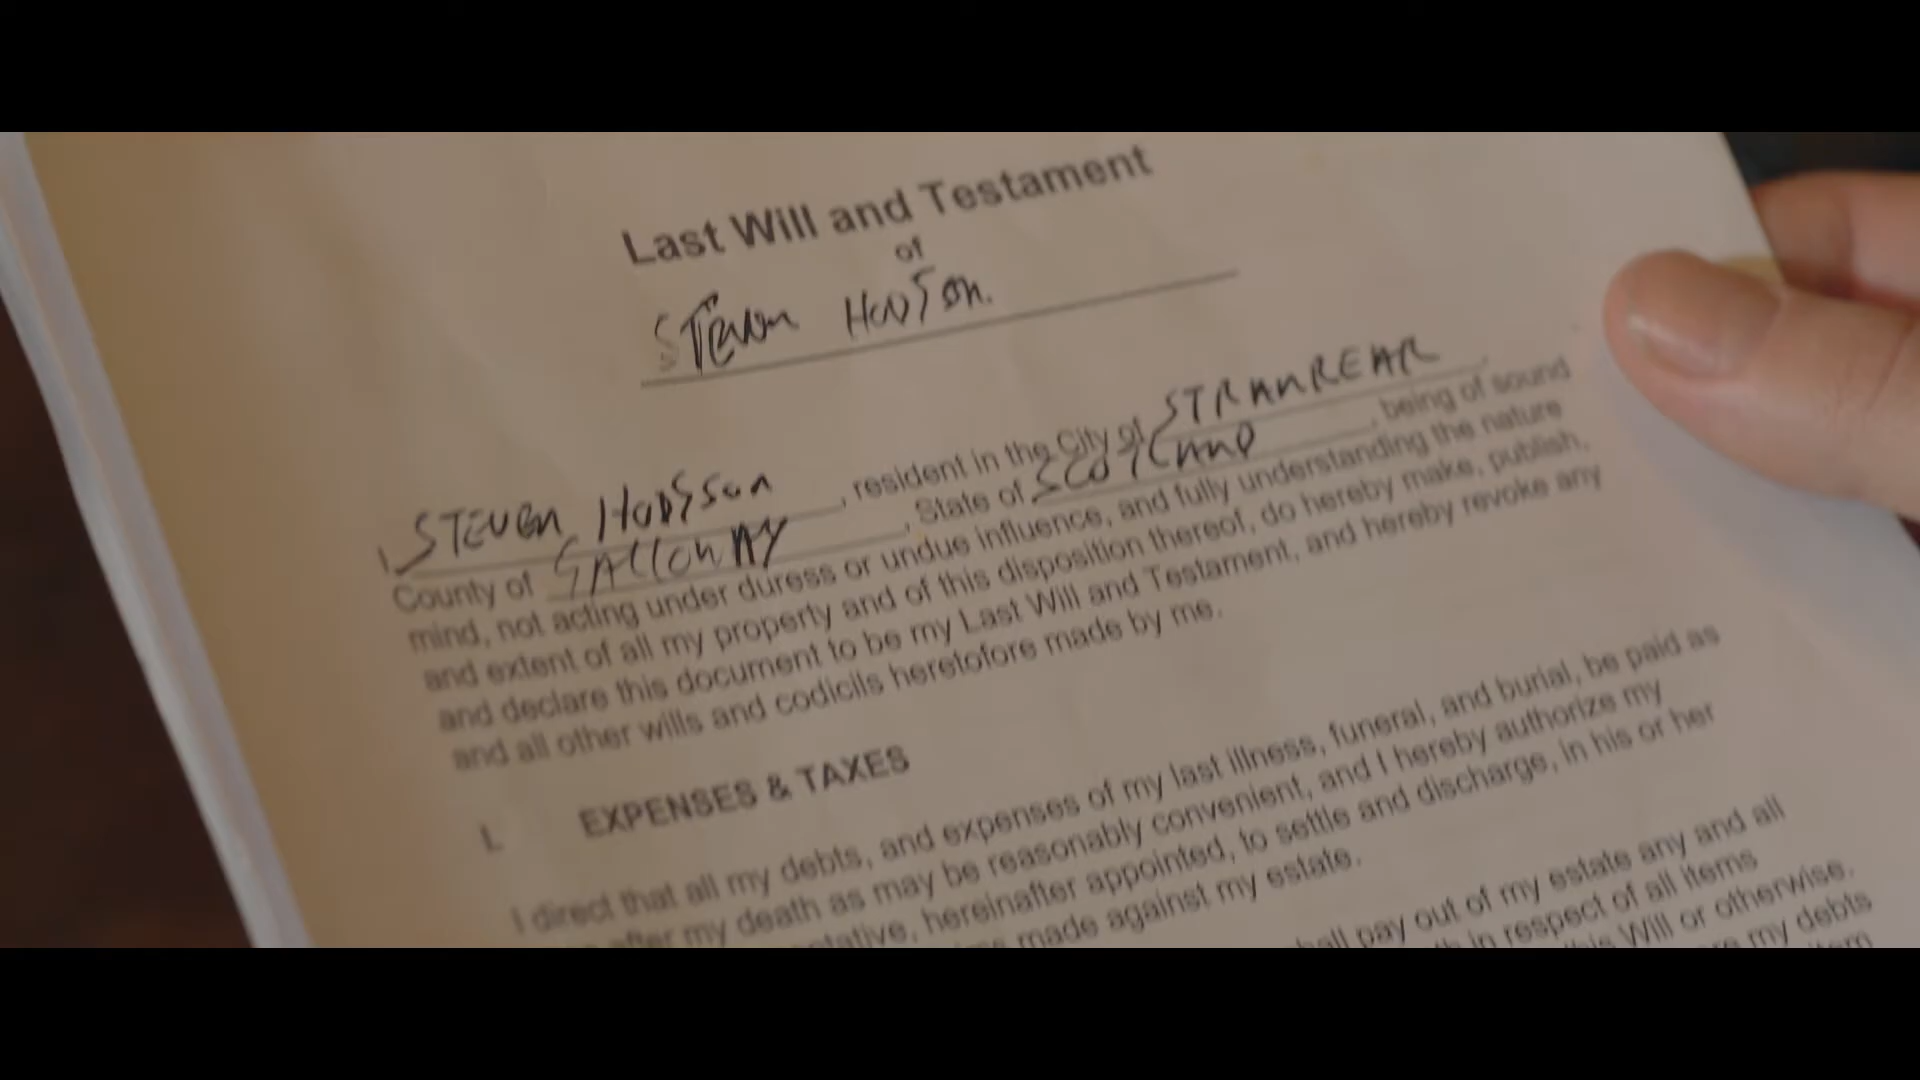 Last Will and Testament
of
STEVEN HODSON.
I, STEVEN HODSSON, resident in the City of STRANREAR,
County of GALLOWAY, State of SCOTLAND, being of sound
mind, not acting under duress or undue influence, and fully understanding the nature
and extent of all my property and of this disposition thereof, do hereby make, publish,
and declare this document to be my Last Will and Testament, and hereby revoke any
and all other wills and codicils heretofore made by me.
I. EXPENSES & TAXES
I direct that all my debts, and expenses of my last illness, funeral, and burial, be paid as
after my death as may be reasonably convenient, and I hereby authorize my
hereinafter appointed, to settle and discharge, in his or her
made against my estate.
pay out of my estate any and all
in respect of all items
Will or otherwise.
my debts